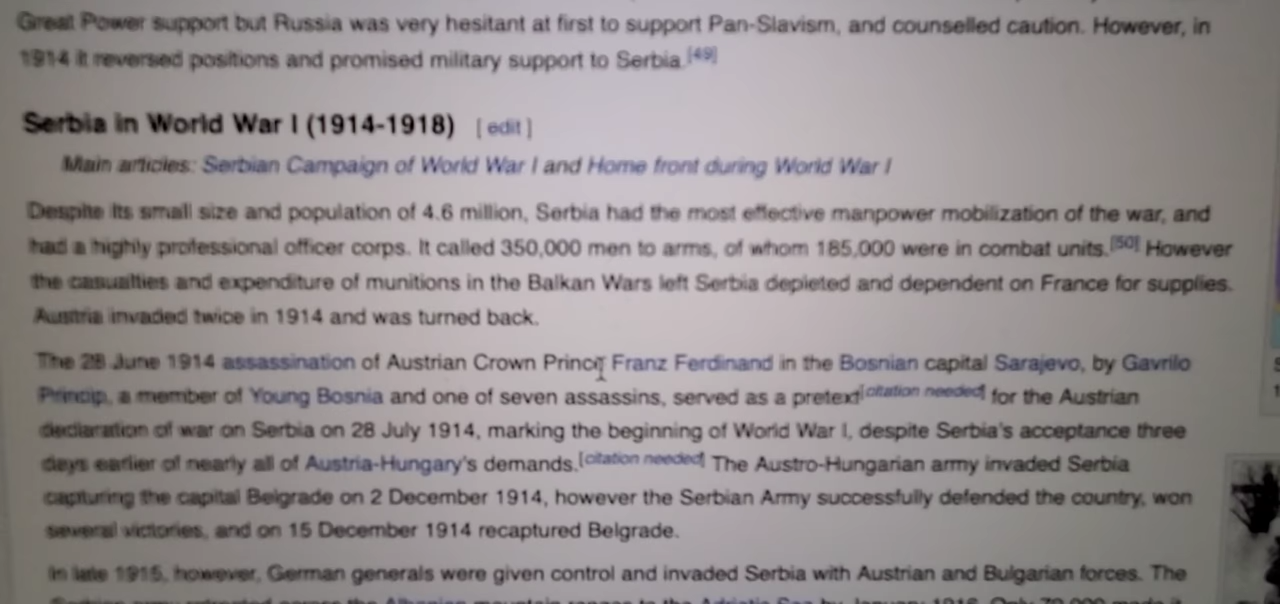 Great Power support but Russia was very hesitant at first to support Pan-Slavism, and counselled caution. However, in
1914 it reversed positions and promised military support to Serbia.[49]
Serbia in World War I (1914-1918) [edit]
Main articles: Serbian Campaign of World War I and Home front during World War I
Despite its small size and population of 4.6 million, Serbia had the most effective manpower mobilization of the war, and
had a highly professional officer corps. It called 350,000 men to arms, of whom 185,000 were in combat units.[50] However
the casualties and expenditure of munitions in the Balkan Wars left Serbia depleted and dependent on France for supplies.
Austria invaded twice in 1914 and was turned back.
The 28 June 1914 assassination of Austrian Crown Prince Franz Ferdinand in the Bosnian capital Sarajevo, by Gavrilo
Princip, a member of Young Bosnia and one of seven assassins, served as a pretext[citation needed] for the Austrian
declaration of war on Serbia on 28 July 1914, marking the beginning of World War I, despite Serbia's acceptance three
days earlier of nearly all of Austria-Hungary's demands.[citation needed] The Austro-Hungarian army invaded Serbia
capturing the capital Belgrade on 2 December 1914, however the Serbian Army successfully defended the country, won
several victories, and on 15 December 1914 recaptured Belgrade.
In late 1915, however, German generals were given control and invaded Serbia with Austrian and Bulgarian forces. The